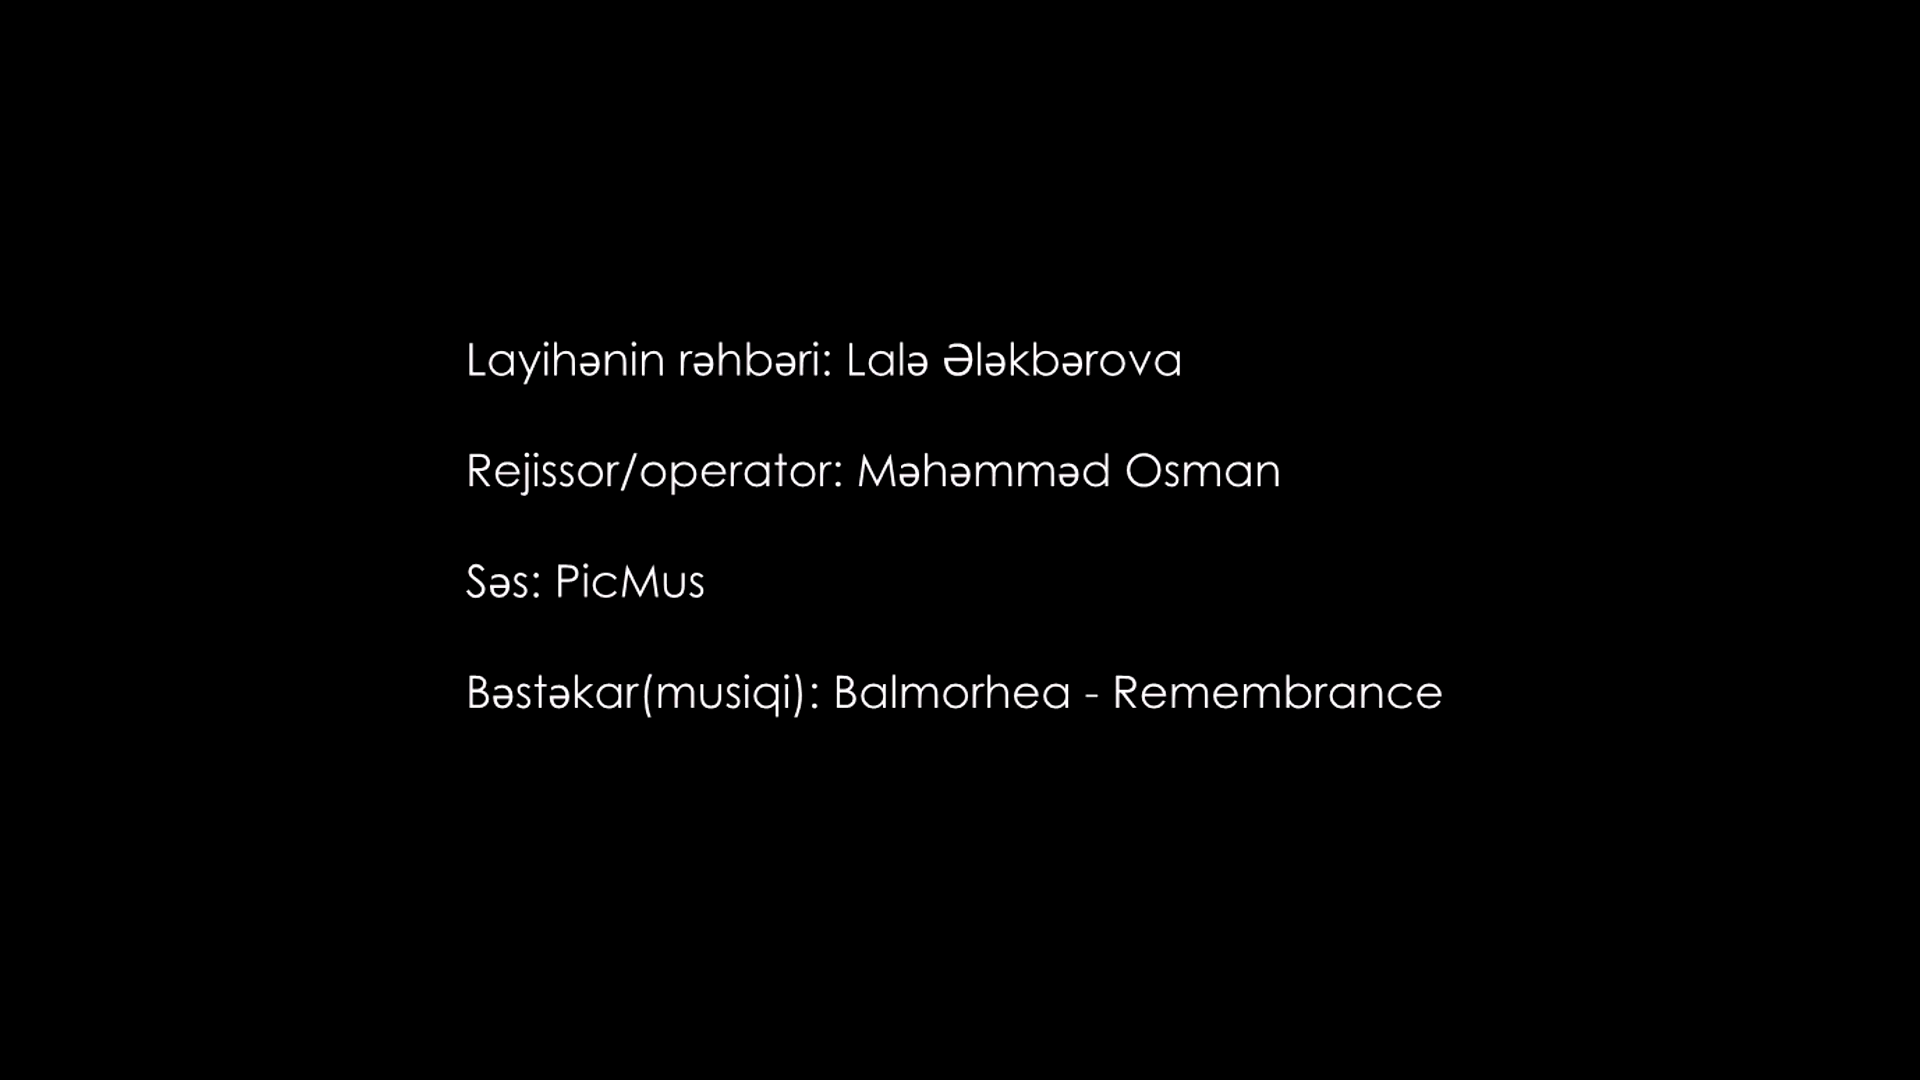 Layihənin rəhbəri: Lalə Ələkbərova
Rejissor/operator: Məhəmməd Osman
Səs: PicMus
Bəstəkar(musiqi): Balmorhea - Remembrance